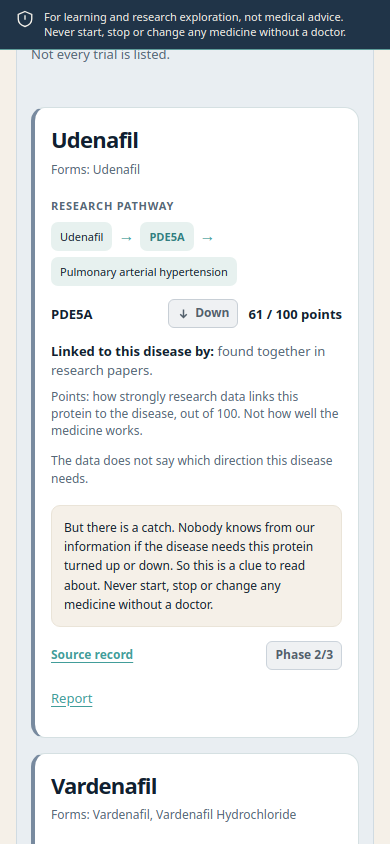 For learning and research exploration, not medical advice.
Never start, stop or change any medicine without a doctor.
Not every trial is listed.
Udenafil
Forms: Udenafil
RESEARCH PATHWAY
Udenafil → PDE5A →
Pulmonary arterial hypertension
PDE5A ↓ Down 61 / 100 points
Linked to this disease by: found together in
research papers.
Points: how strongly research data links this
protein to the disease, out of 100. Not how well the
medicine works.
The data does not say which direction this disease
needs.
But there is a catch. Nobody knows from our
information if the disease needs this protein
turned up or down. So this is a clue to read
about. Never start, stop or change any
medicine without a doctor.
Source record Phase 2/3
Report
Vardenafil
Forms: Vardenafil, Vardenafil Hydrochloride